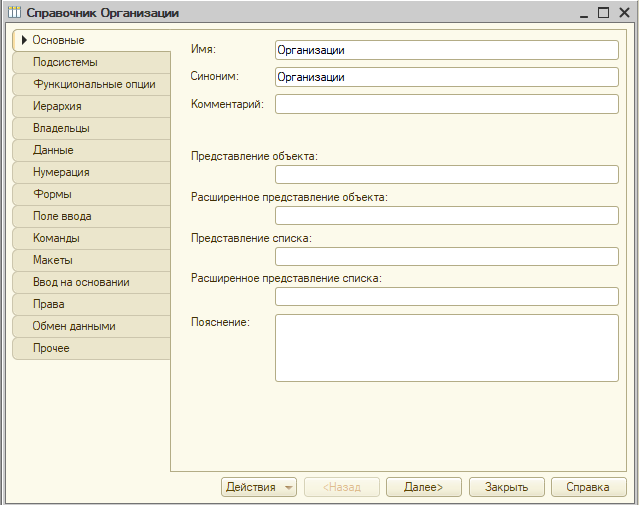 Справочник Организации
Основные
Подсистемы
Функциональные опции
Иерархия
Владельцы
Данные
Нумерация
Формы
Поле ввода
Команды
Макеты
Ввод на основании
Права
Обмен данными
Прочее
Имя: Организации
Синоним: Организации
Комментарий:
Представление объекта:
Расширенное представление объекта:
Представление списка:
Расширенное представление списка:
Пояснение:
Действия <Назад Далее> Закрыть Справка